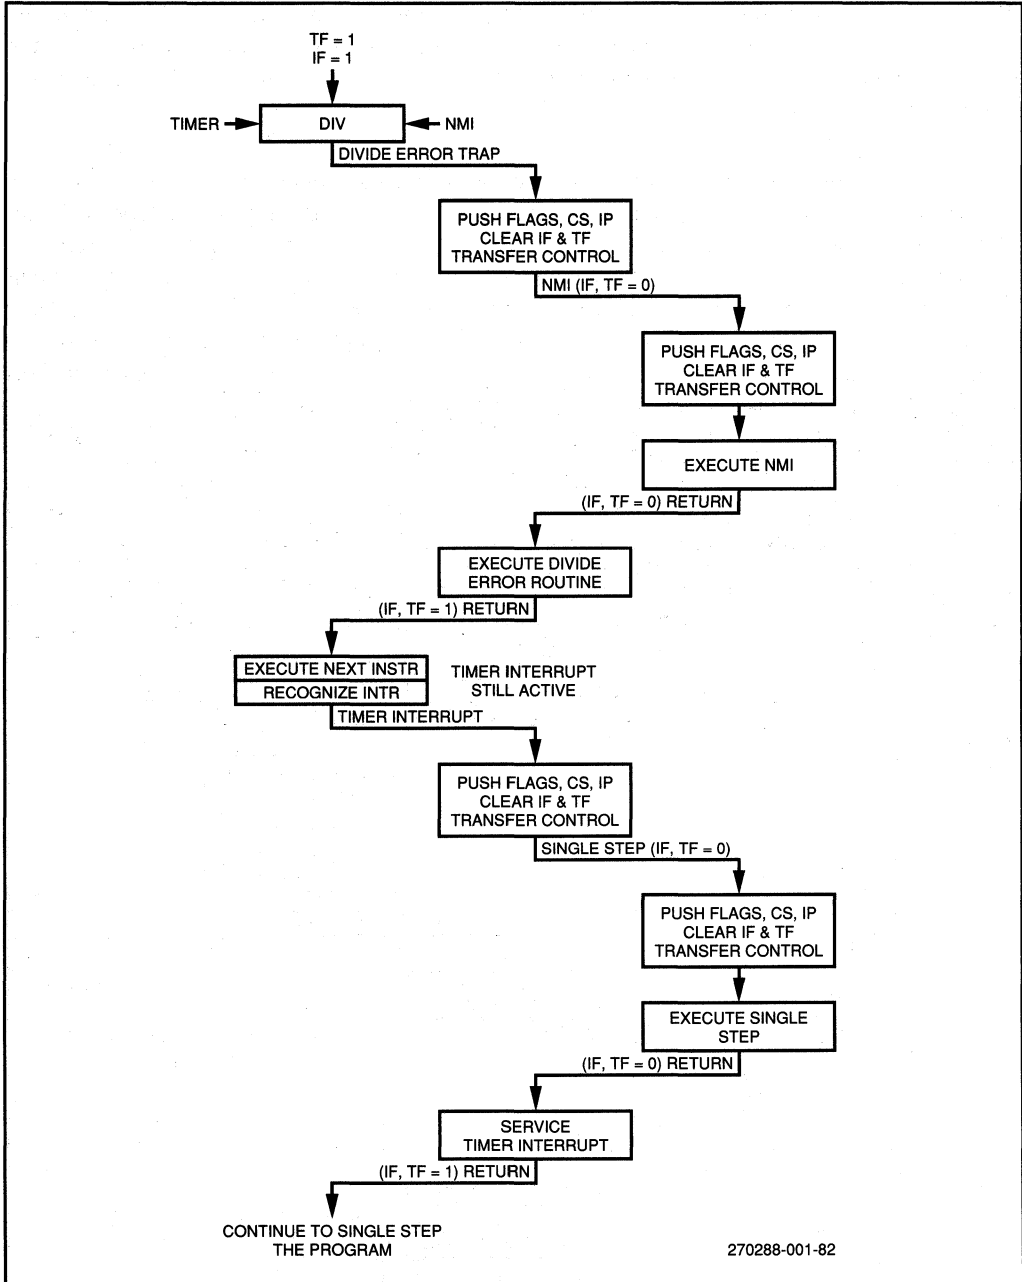 TF = 1
IF = 1
TIMER
DIV
NMI
DIVIDE ERROR TRAP
PUSH FLAGS, CS, IP
CLEAR IF & TF
TRANSFER CONTROL
NMI (IF, TF = 0)
PUSH FLAGS, CS, IP
CLEAR IF & TF
TRANSFER CONTROL
EXECUTE NMI
(IF, TF = 0) RETURN
EXECUTE DIVIDE
ERROR ROUTINE
(IF, TF = 1) RETURN
EXECUTE NEXT INSTR
RECOGNIZE INTR
TIMER INTERRUPT
STILL ACTIVE
TIMER INTERRUPT
PUSH FLAGS, CS, IP
CLEAR IF & TF
TRANSFER CONTROL
SINGLE STEP (IF, TF = 0)
PUSH FLAGS, CS, IP
CLEAR IF & TF
TRANSFER CONTROL
EXECUTE SINGLE
STEP
(IF, TF = 0) RETURN
SERVICE
TIMER INTERRUPT
(IF, TF = 1) RETURN
CONTINUE TO SINGLE STEP
THE PROGRAM
270288-001-82